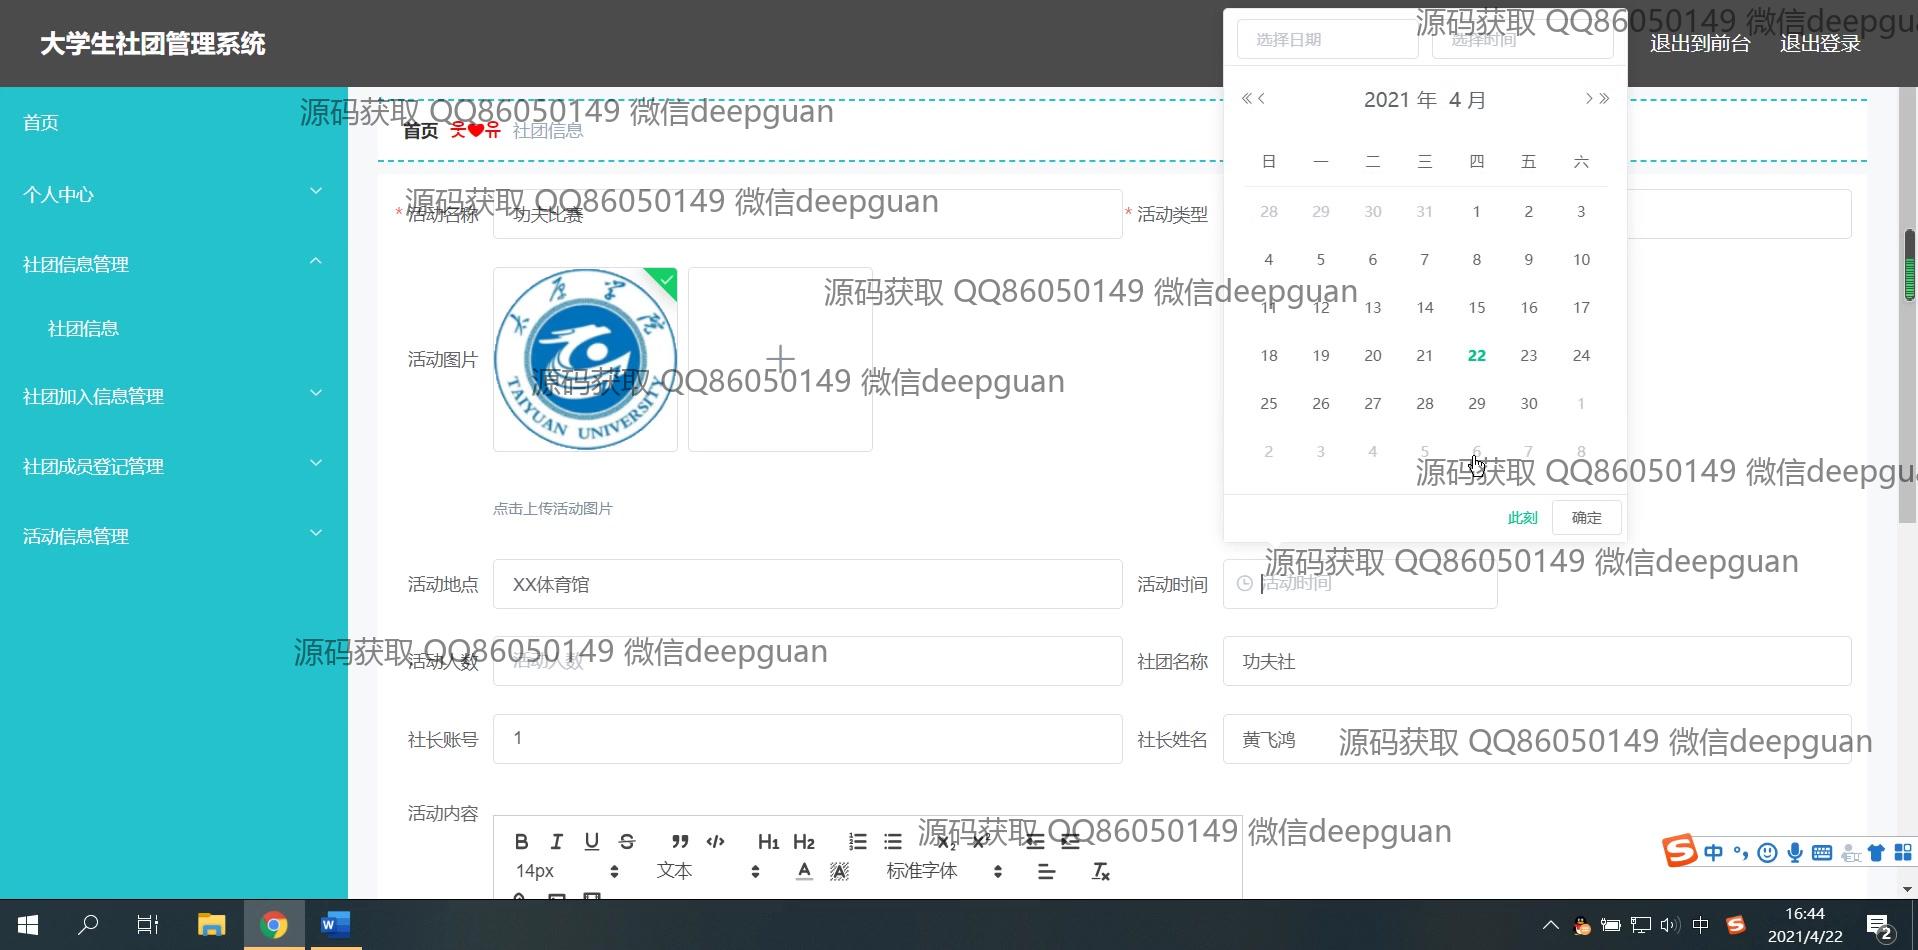 大学生社团管理系统
选择日期
选择时间
退出到前台
退出登录
源码获取 QQ86050149 微信deepgu
首页
个人中心
社团信息管理
社团信息
社团加入信息管理
社团成员登记管理
活动信息管理
源码获取 QQ86050149 微信deepguan
首页 웃❤유 社团信息
2021 年 4 月
日 一 二 三 四 五 六
28 29 30 31 1 2 3
4 5 6 7 8 9 10
11 12 13 14 15 16 17
18 19 20 21 22 23 24
25 26 27 28 29 30 1
2 3 4 5 6 7 8
此刻
确定
源码获取 QQ86050149 微信deepguan
* 活动名称 功夫比赛
* 活动类型
源码获取 QQ86050149 微信deepguan
活动图片
太原学院
TAIYUAN UNIVERSITY
源码获取 QQ86050149 微信deepguan
源码获取 QQ86050149 微信deepgua
点击上传活动图片
源码获取 QQ86050149 微信deepguan
活动地点 XX体育馆
活动时间 活动时间
源码获取 QQ86050149 微信deepguan
活动人数 活动人数
社团名称 功夫社
社长账号 1
社长姓名 黄飞鸿
源码获取 QQ86050149 微信deepguan
活动内容
源码获取 QQ86050149 微信deepguan
B I U S H1 H2 X2 X2
14px 文本 A A 标准字体 Tx
中
16:44
2021/4/22
中
2